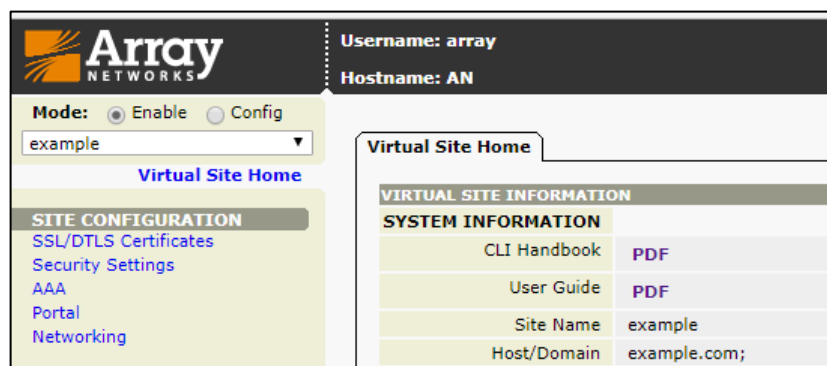 Array
NETWORKS
Username: array
Hostname: AN
Mode: Enable Config
example
Virtual Site Home
SITE CONFIGURATION
SSL/DTLS Certificates
Security Settings
AAA
Portal
Networking
Virtual Site Home
VIRTUAL SITE INFORMATION
SYSTEM INFORMATION
CLI Handbook PDF
User Guide PDF
Site Name example
Host/Domain example.com;